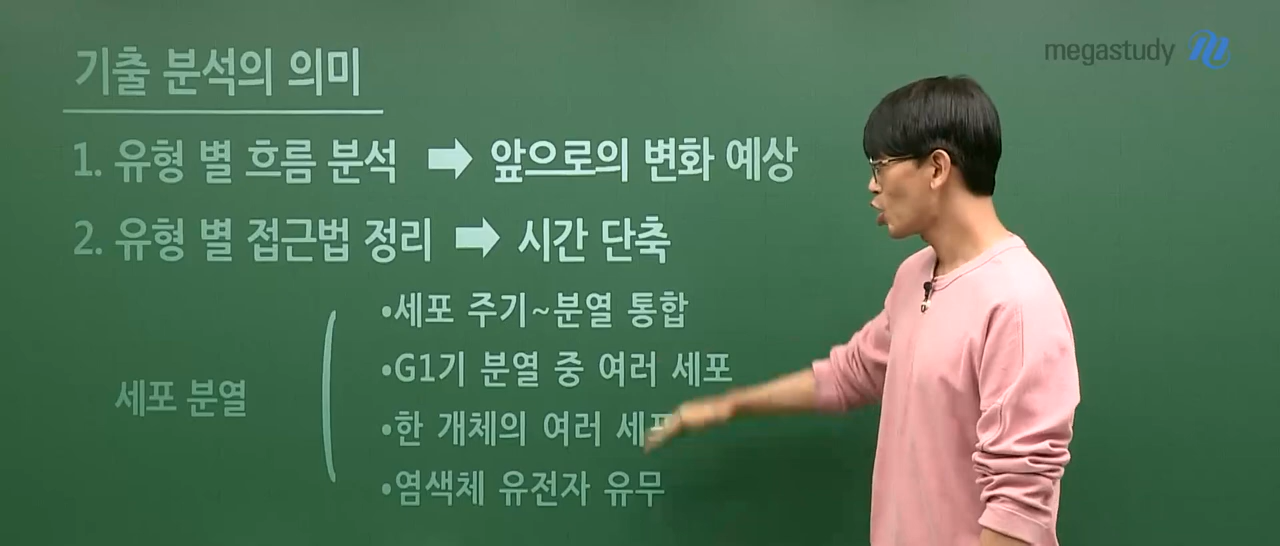 megastudy
기출 분석의 의미
1. 유형 별 흐름 분석 ➡ 앞으로의 변화 예상
2. 유형 별 접근법 정리 ➡ 시간 단축
세포 분열
•세포 주기~분열 통합
•G1기 분열 중 여러 세포
•한 개체의 여러
•염색체 유전자 유무